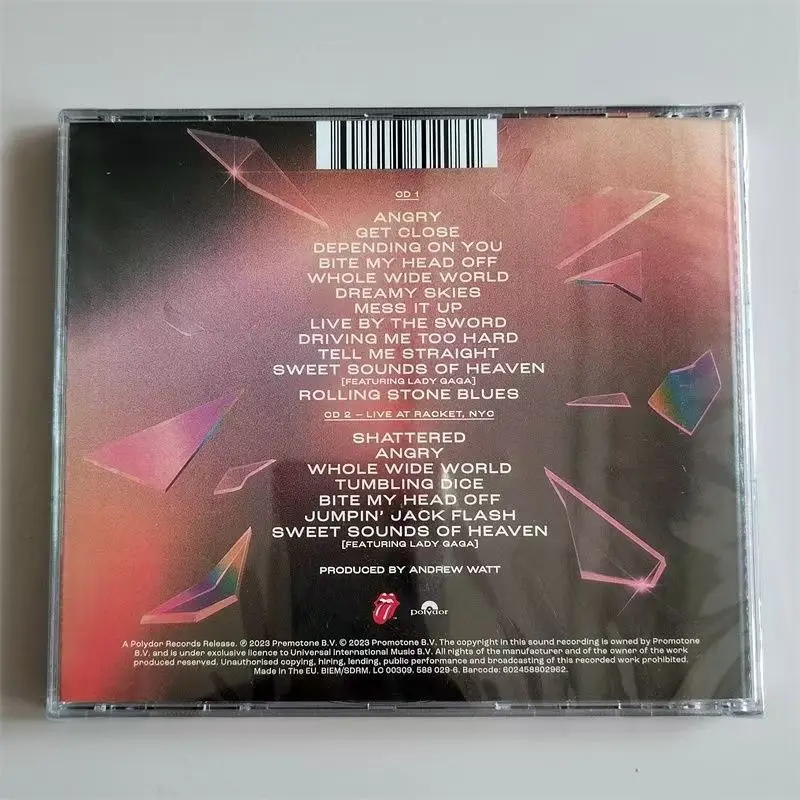 CD 1
ANGRY
GET CLOSE
DEPENDING ON YOU
BITE MY HEAD OFF
WHOLE WIDE WORLD
DREAMY SKIES
MESS IT UP
LIVE BY THE SWORD
DRIVING ME TOO HARD
TELL ME STRAIGHT
SWEET SOUNDS OF HEAVEN
[FEATURING LADY GAGA]
ROLLING STONE BLUES
CD 2 – LIVE AT RACKET, NYC
SHATTERED
ANGRY
WHOLE WIDE WORLD
TUMBLING DICE
BITE MY HEAD OFF
JUMPIN' JACK FLASH
SWEET SOUNDS OF HEAVEN
[FEATURING LADY GAGA]
PRODUCED BY ANDREW WATT
polydor
A Polydor Records Release. ℗ 2023 Promotone B.V. © 2023 Promotone B.V. The copyright in this sound recording is owned by Promotone
B.V. and is under exclusive licence to Universal International Music B.V. All rights of the manufacturer and of the owner of the work
produced reserved. Unauthorised copying, hiring, lending, public performance and broadcasting of this recorded work prohibited.
Made in The EU. BIEM/SDRM. LC 00309. 588 029-6. Barcode: 602458802962.